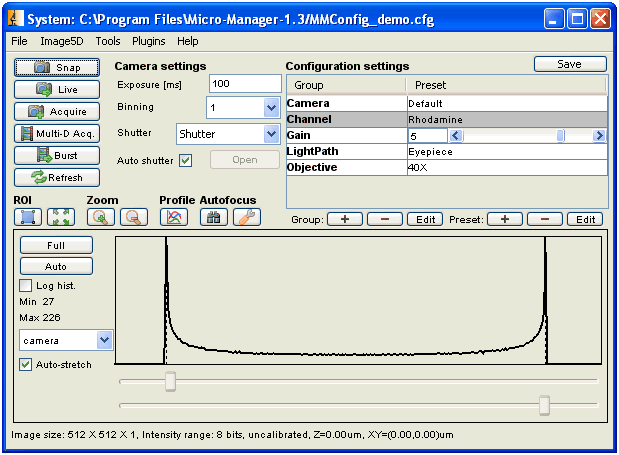 System: C:\Program Files\Micro-Manager-1.3/MMConfig_demo.cfg
File Image5D Tools Plugins Help
Snap
Live
Acquire
Multi-D Acq.
Burst
Refresh
Camera settings
Exposure [ms] 100
Binning 1
Shutter Shutter
Auto shutter Open
Configuration settings Save
Group Preset
Camera Default
Channel Rhodamine
Gain 5
LightPath Eyepiece
Objective 40X
ROI Zoom Profile Autofocus
Group: + − Edit Preset: + − Edit
Full
Auto
Log hist.
Min 27
Max 226
camera
Auto-stretch
Image size: 512 X 512 X 1, Intensity range: 8 bits, uncalibrated, Z=0.00um, XY=(0.00,0.00)um